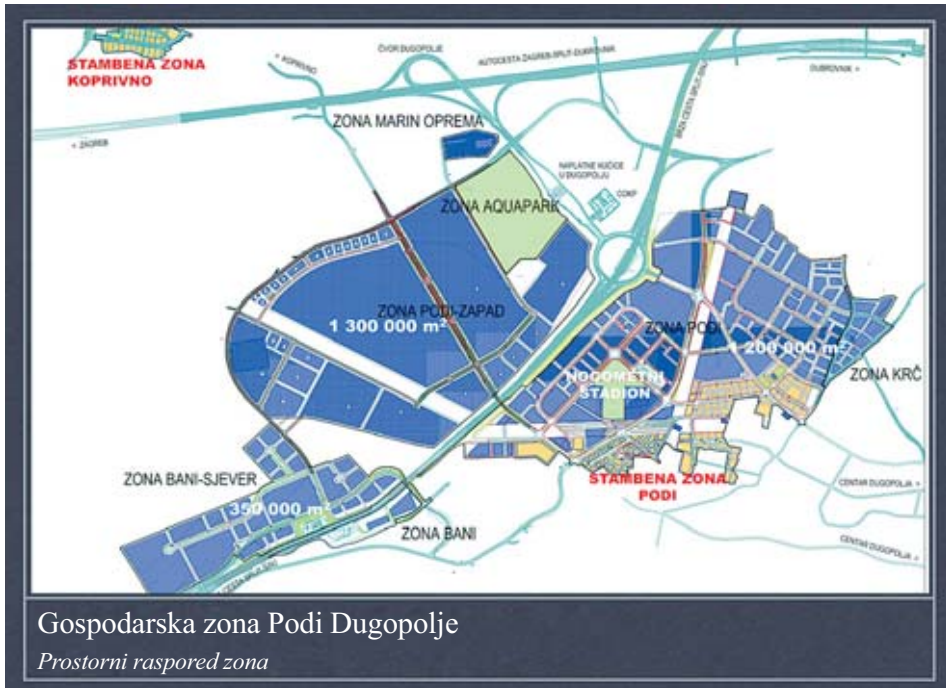 STAMBENA ZONA
KOPRIVNO
< KOPRIVNO
ČVOR DUGOPOLJE
AUTOCESTA ZAGREB-SPLIT-DUBROVNIK
DUBROVNIK >
< ZAGREB
ZONA MARIN OPREMA
NAPLATNE KUĆICE
U DUGOPOLJU
COKP
ZONA AQUAPARK
ZONA PODI-ZAPAD
1 300 000 m²
ZONA PODI
1 200 000 m²
NOGOMETNI
STADION
ZONA KRČ
STAMBENA ZONA
PODI
ZONA BANI-SJEVER
350 000 m²
ZONA BANI
CENTAR DUGOPOLJA >
CENTAR DUGOPOLJA >
Gospodarska zona Podi Dugopolje
Prostorni raspored zona